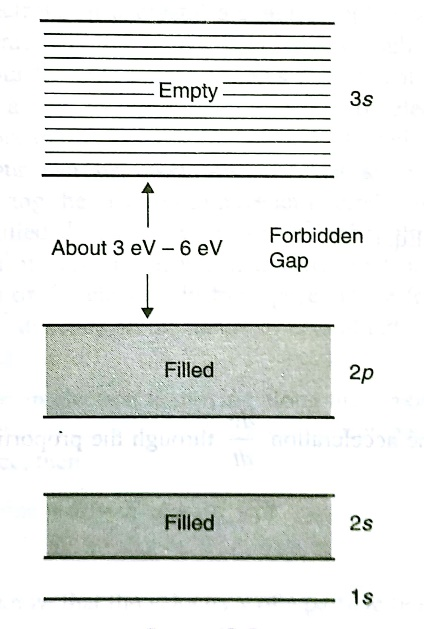 Empty
3s
About 3 eV – 6 eV
Forbidden
Gap
Filled
2p
Filled
2s
1s